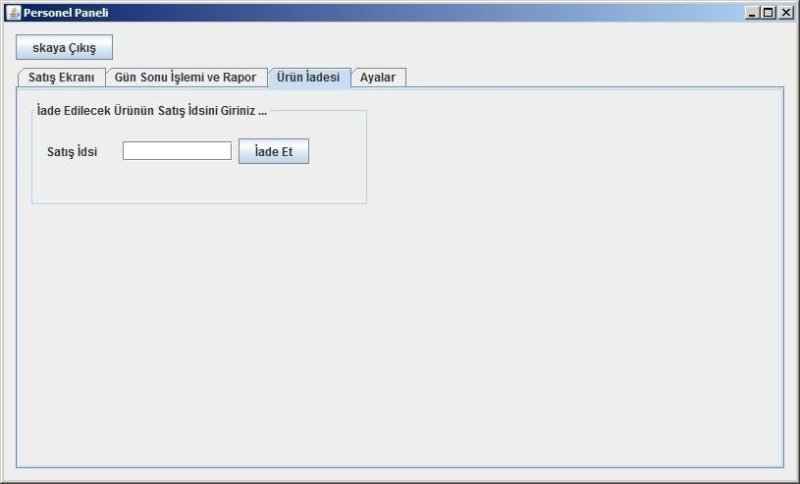 Personel Paneli
skaya Çıkış
Satış Ekranı Gün Sonu İşlemi ve Rapor Ürün İadesi Ayalar
İade Edilecek Ürünün Satış İdsini Giriniz ...
Satış İdsi İade Et